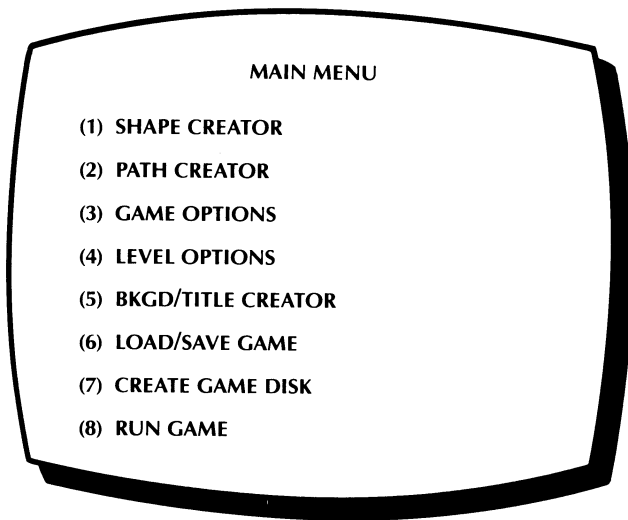 MAIN MENU
(1) SHAPE CREATOR
(2) PATH CREATOR
(3) GAME OPTIONS
(4) LEVEL OPTIONS
(5) BKGD/TITLE CREATOR
(6) LOAD/SAVE GAME
(7) CREATE GAME DISK
(8) RUN GAME